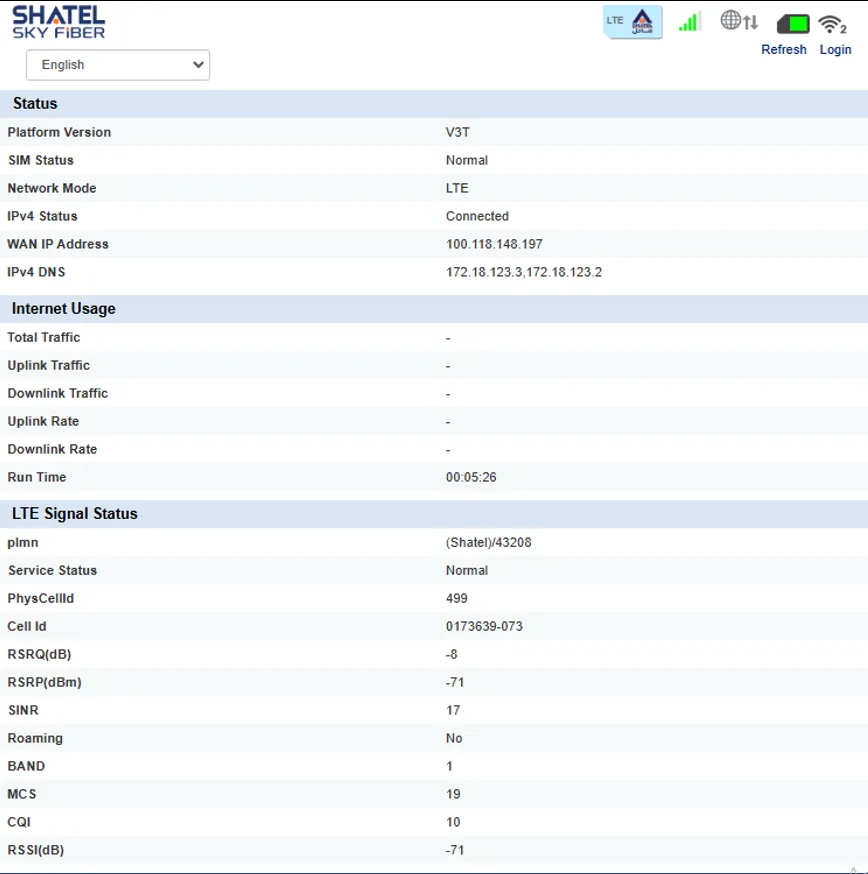 SHATEL
SKY FiBER
LTE
2
Refresh Login
English
Status
Platform Version V3T
SIM Status Normal
Network Mode LTE
IPv4 Status Connected
WAN IP Address 100.118.148.197
IPv4 DNS 172.18.123.3,172.18.123.2
Internet Usage
Total Traffic -
Uplink Traffic -
Downlink Traffic -
Uplink Rate -
Downlink Rate -
Run Time 00:05:26
LTE Signal Status
plmn (Shatel)/43208
Service Status Normal
PhysCellId 499
Cell Id 0173639-073
RSRQ(dB) -8
RSRP(dBm) -71
SINR 17
Roaming No
BAND 1
MCS 19
CQI 10
RSSI(dB) -71